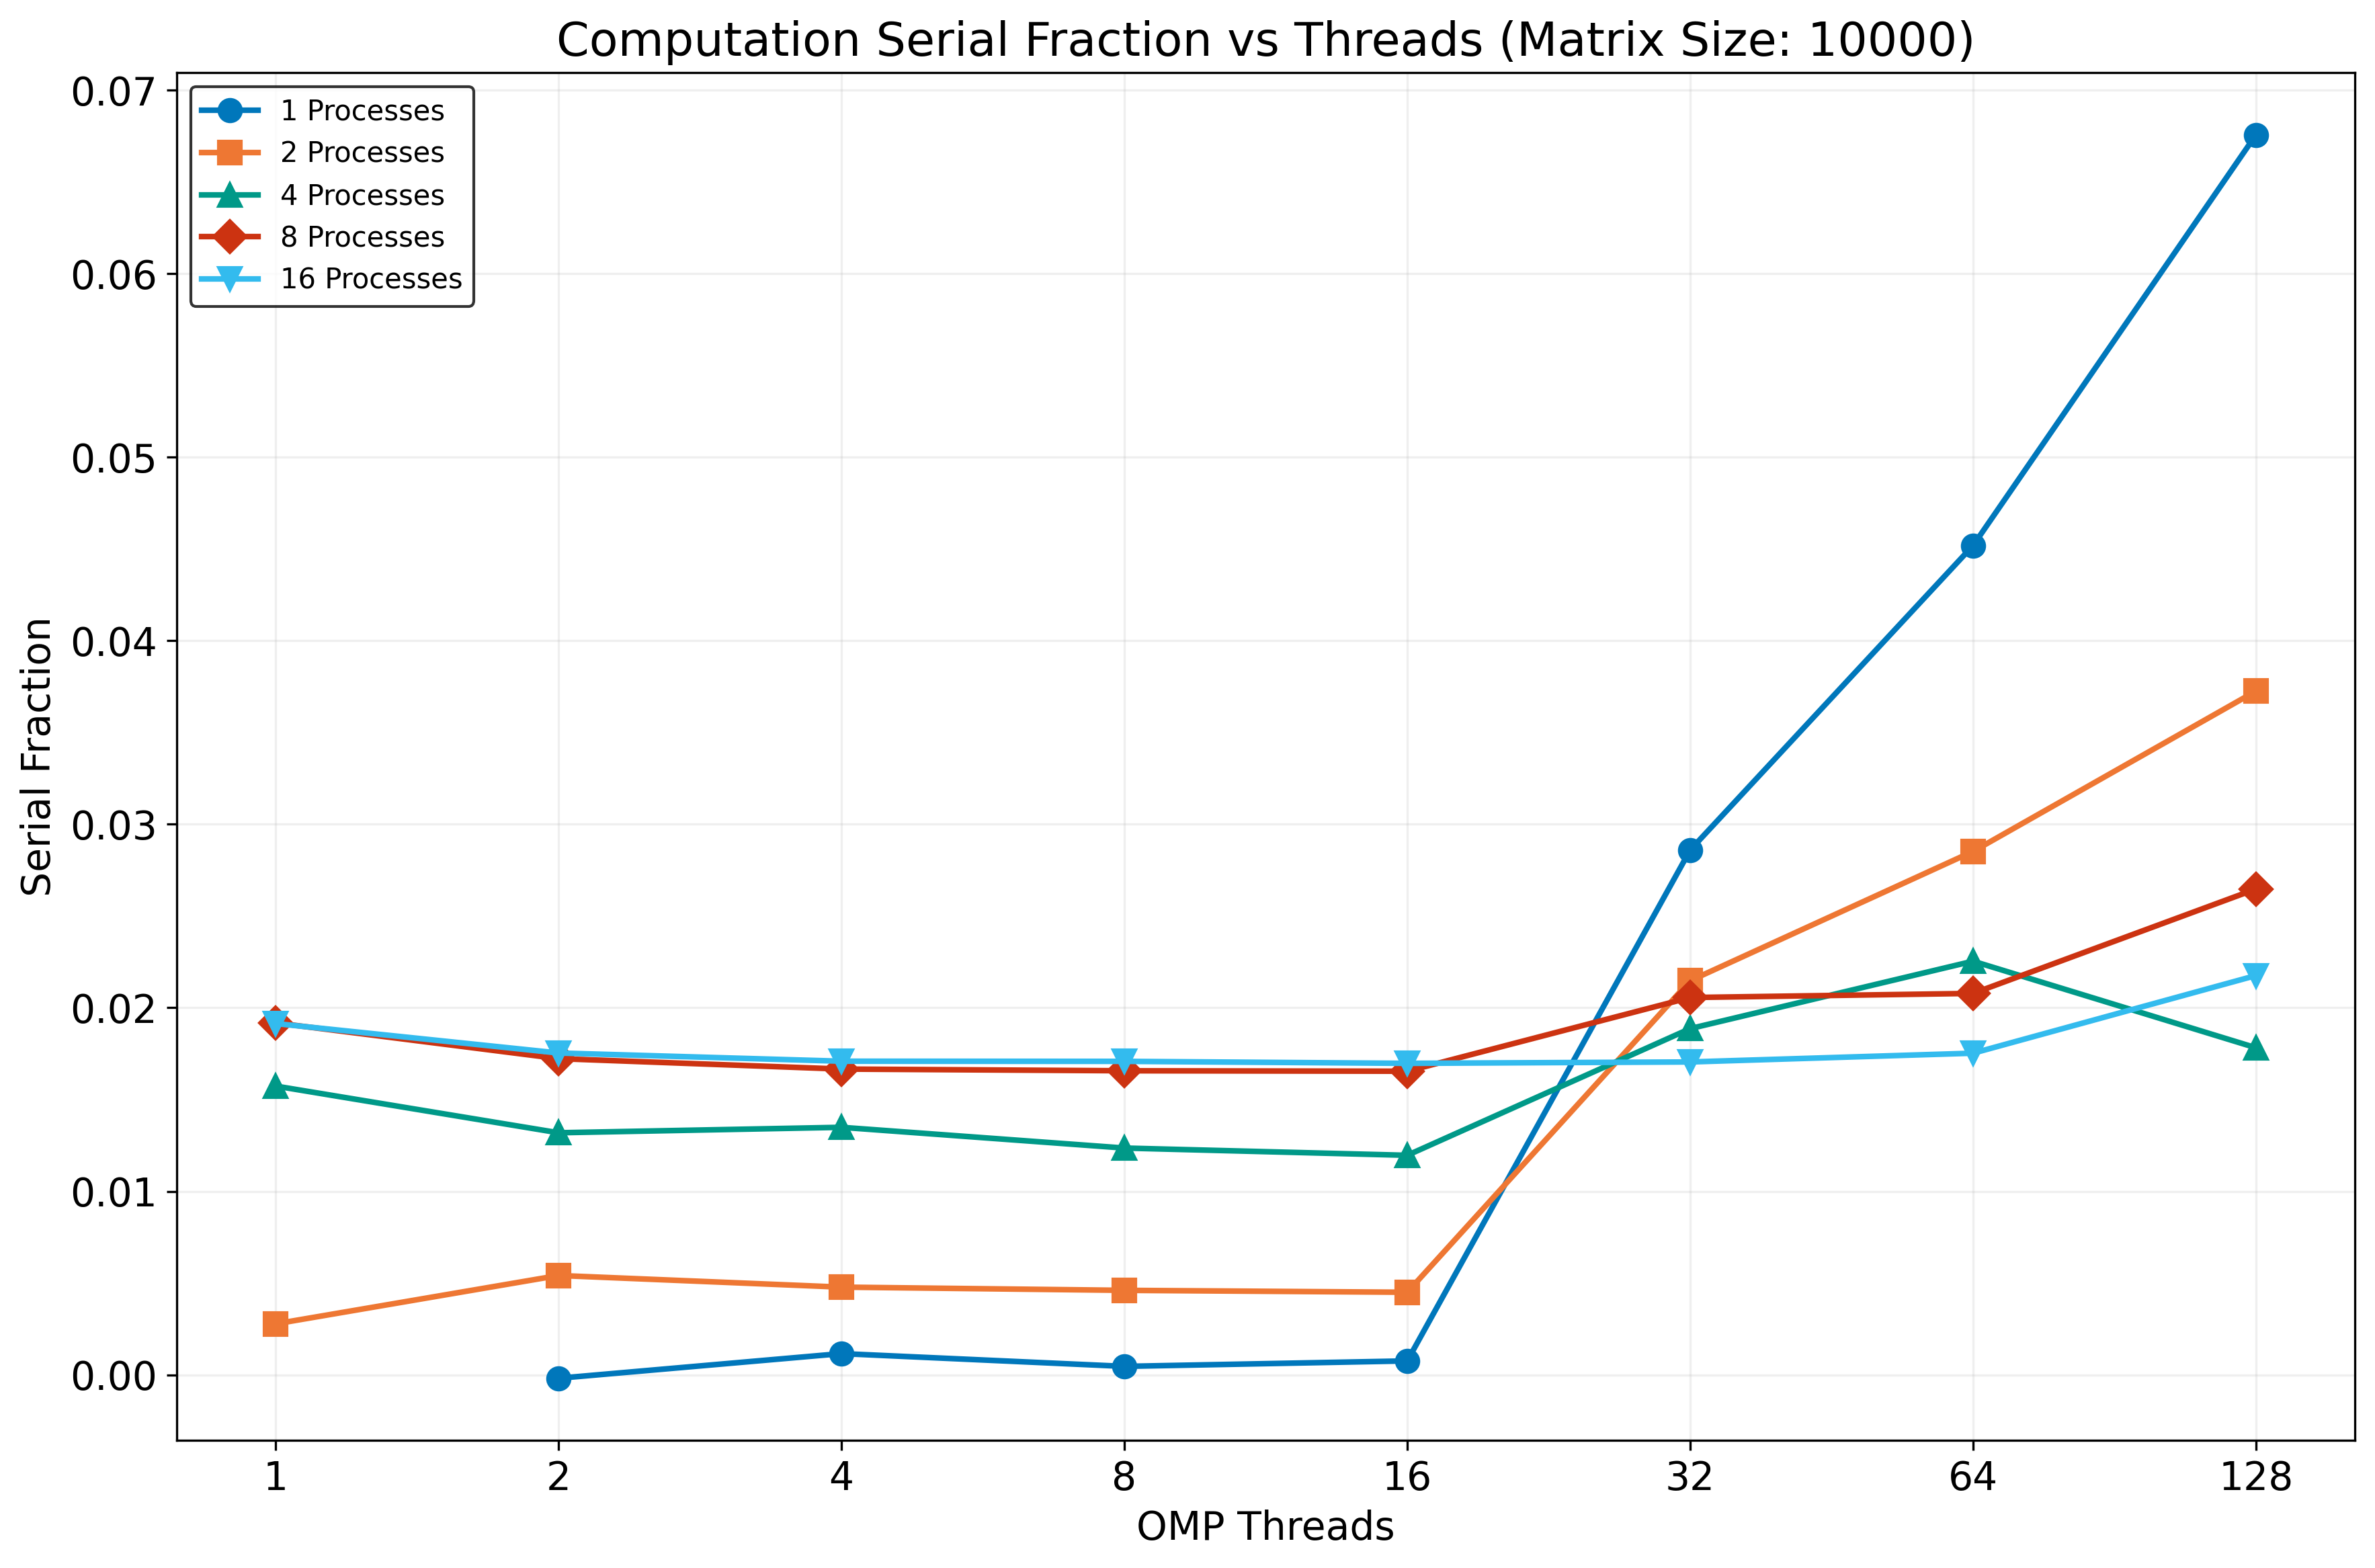 Computation Serial Fraction vs Threads (Matrix Size: 10000)
1 Processes
2 Processes
4 Processes
8 Processes
16 Processes
Serial Fraction
0.07
0.06
0.05
0.04
0.03
0.02
0.01
0.00
1 2 4 8 16 32 64 128
OMP Threads